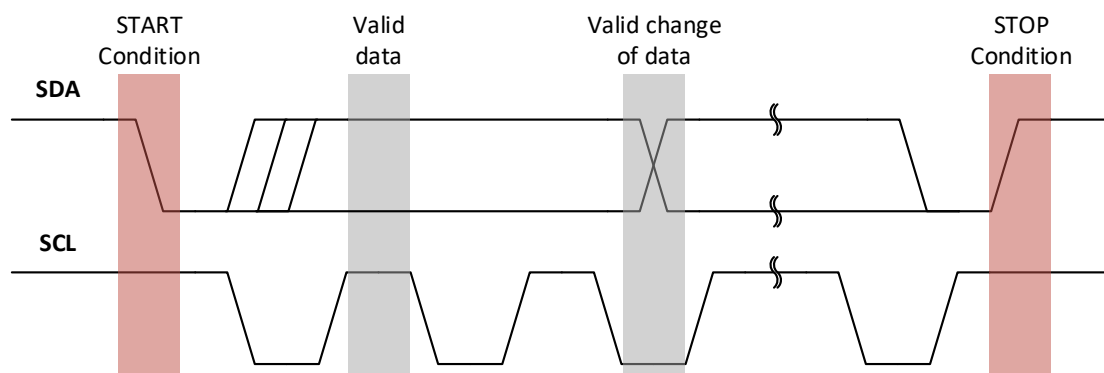 START
Condition
Valid
data
Valid change
of data
STOP
Condition
SDA
SCL